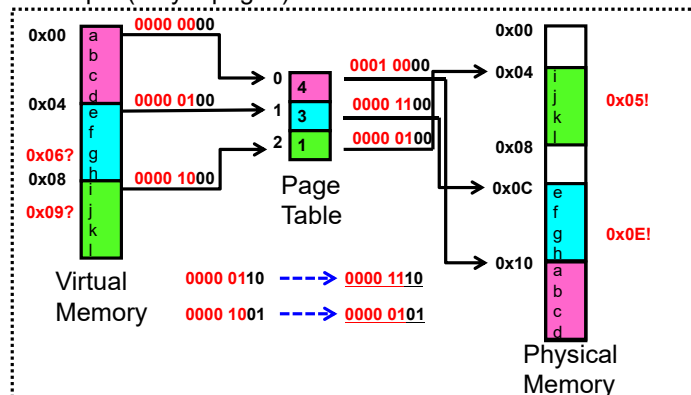 0x00
a
b
c
d
0x04
e
f
g
h
0x06?
0x08
i
j
k
l
0x09?
Virtual
Memory
0000 0000
0000 0100
0000 1000
0 4
1 3
2 1
Page
Table
0001 0000
0000 1100
0000 0100
0000 0110
0000 1110
0000 1001
0000 0101
0x00
0x04
i
j
k
l
0x05!
0x08
0x0C
e
f
g
h
0x0E!
0x10
a
b
c
d
Physical
Memory